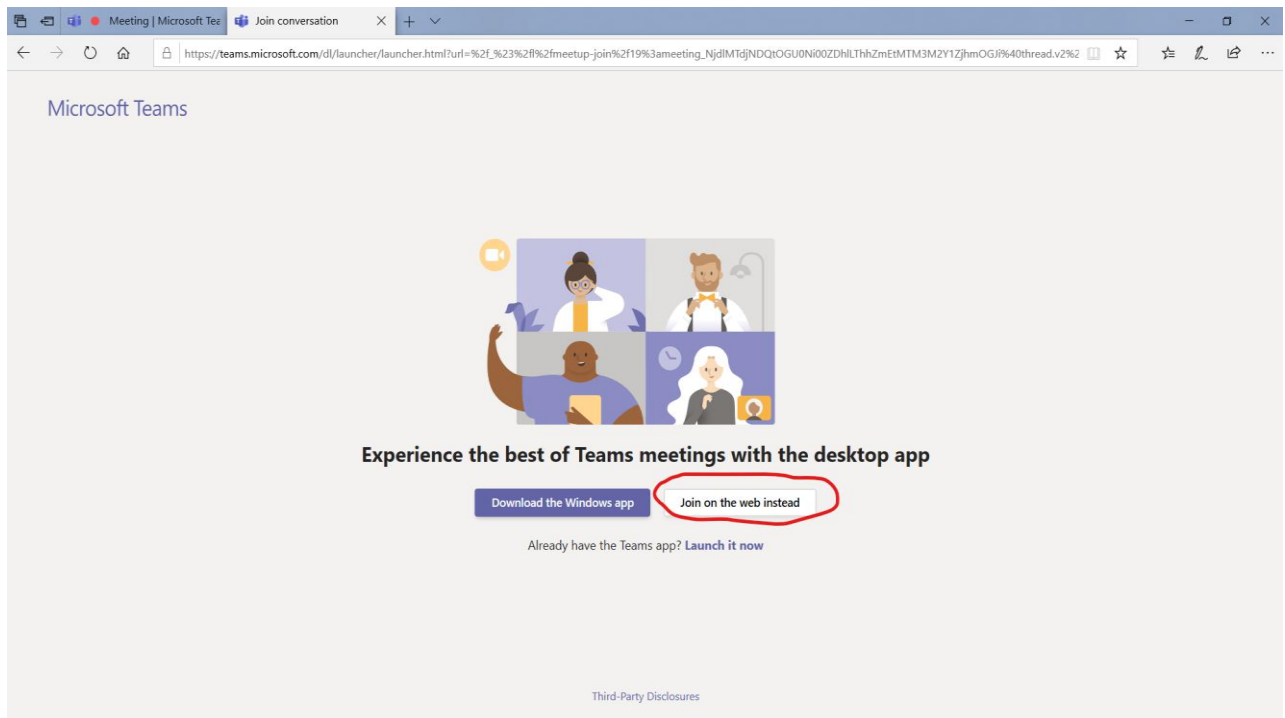 Meeting | Microsoft Tea
Join conversation
https://teams.microsoft.com/dl/launcher/launcher.html?url=%2f_%23%2fl%2fmeetup-join%2f19%3ameeting_NjdlMTdjNDQtOGU0Ni00ZDhlLThhZmEtMTM3M2Y1ZjhmOGJi%40thread.v2%2
Microsoft Teams
Experience the best of Teams meetings with the desktop app
Download the Windows app
Join on the web instead
Already have the Teams app? Launch it now
Third-Party Disclosures